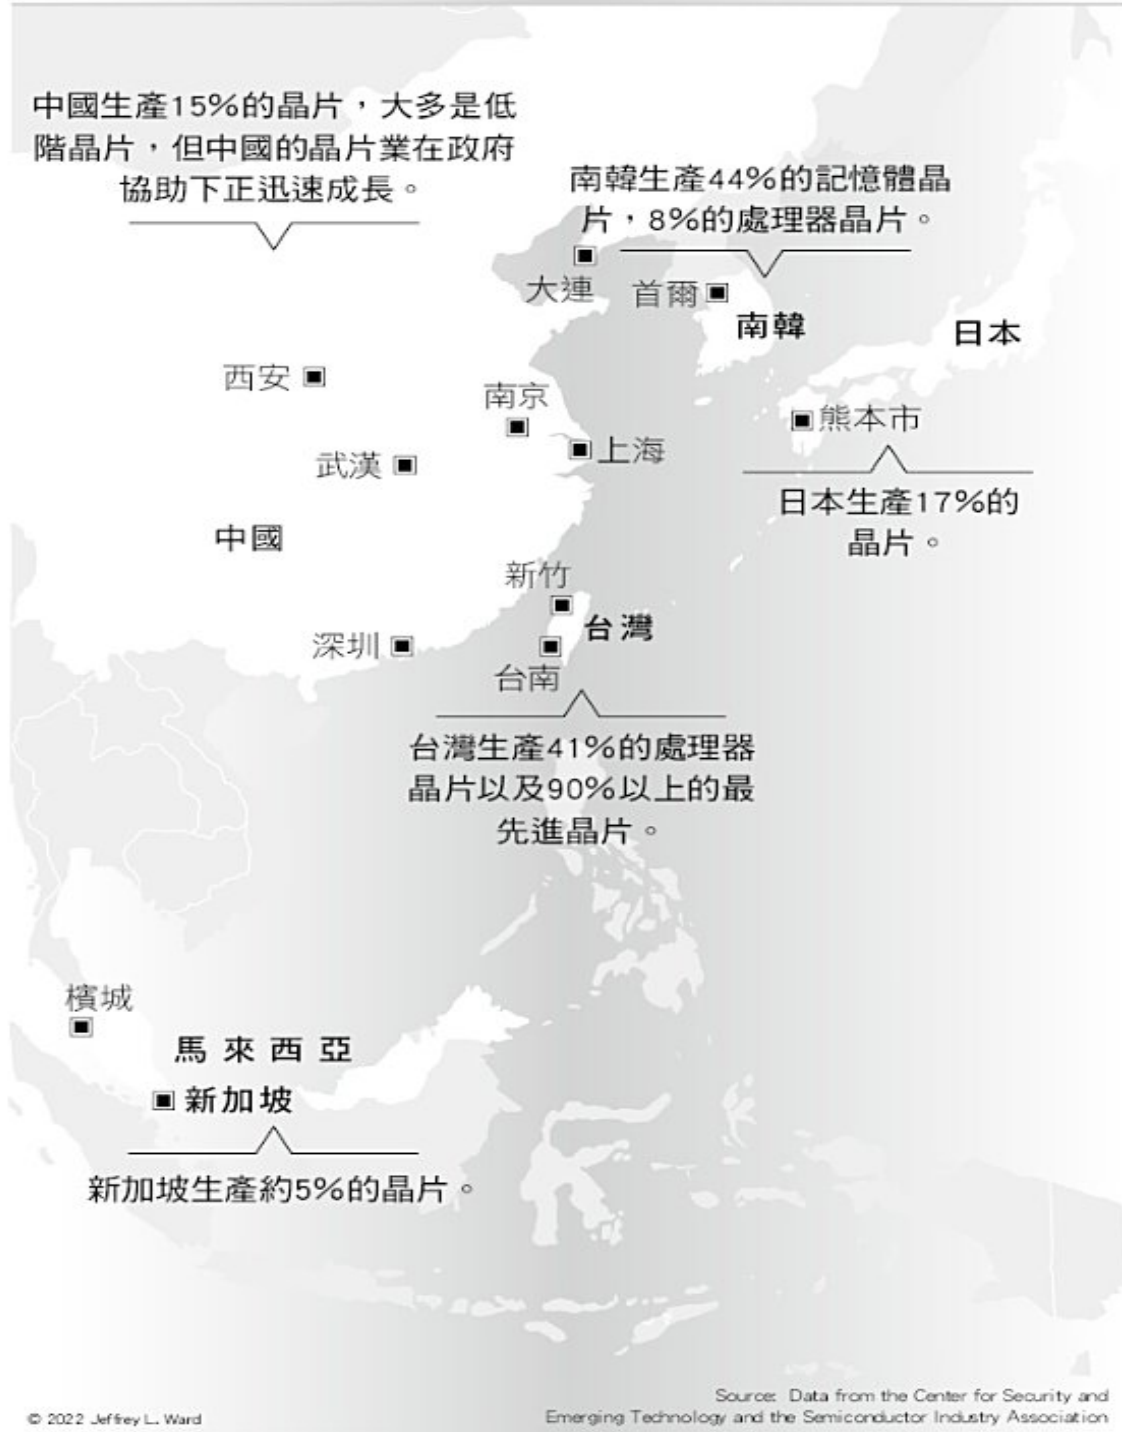 中國生產15%的晶片，大多是低
階晶片，但中國的晶片業在政府
協助下正迅速成長。
南韓生產44%的記憶體晶
片，8%的處理器晶片。
大連
首爾
南韓
日本
西安
南京
熊本市
上海
武漢
日本生產17%的
晶片。
中國
新竹
台灣
深圳
台南
台灣生產41%的處理器
晶片以及90%以上的最
先進晶片。
檳城
馬來西亞
新加坡
新加坡生產約5%的晶片。
Source: Data from the Center for Security and
Emerging Technology and the Semiconductor Industry Association
© 2022 Jeffrey L. Ward